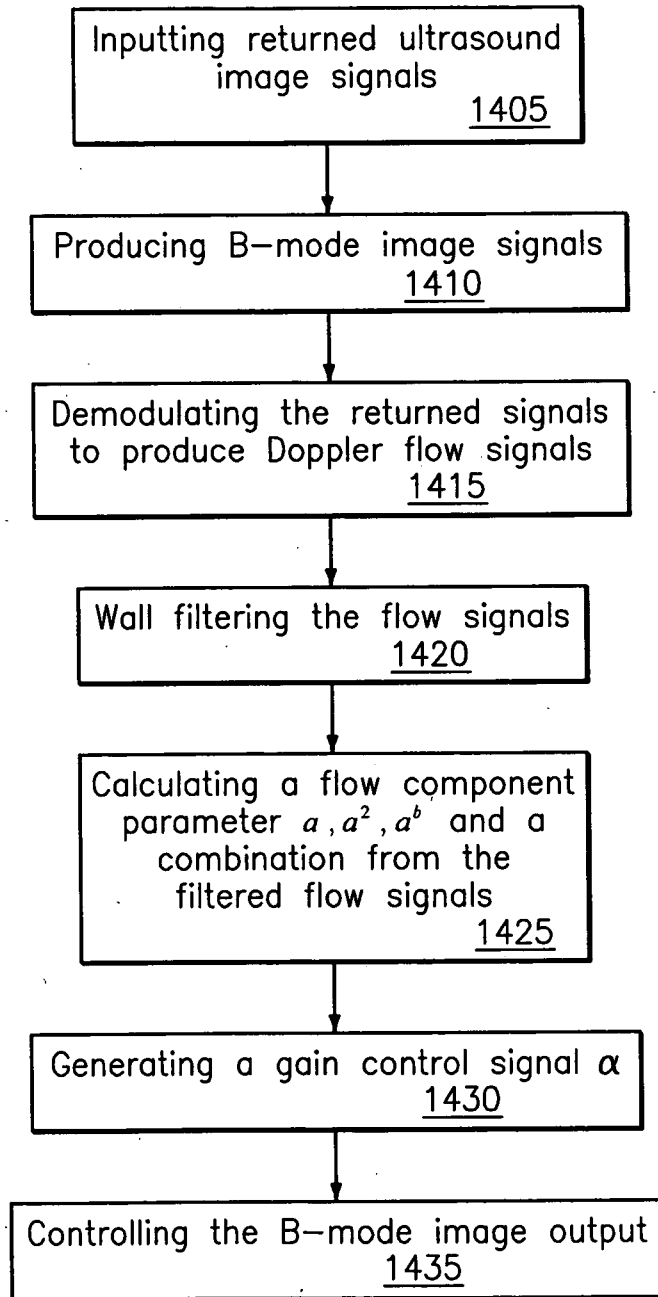 Inputting returned ultrasound
image signals
1405
Producing B-mode image signals
1410
Demodulating the returned signals
to produce Doppler flow signals
1415
Wall filtering the flow signals
1420
Calculating a flow component
parameter a, a², aᵇ and a
combination from the
filtered flow signals
1425
Generating a gain control signal α
1430
Controlling the B-mode image output
1435